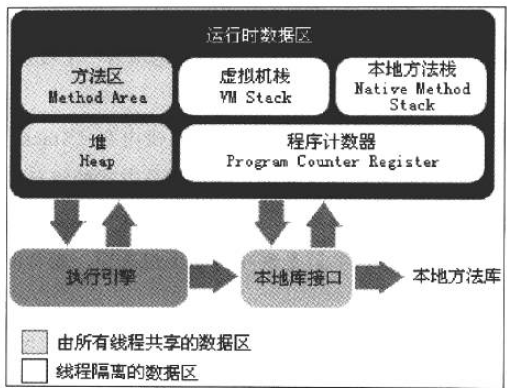 运行时数据区
方法区
Method Area
虚拟机栈
VM Stack
本地方法栈
Native Method
Stack
堆
Heap
程序计数器
Program Counter Register
执行引擎
本地库接口
本地方法库
由所有线程共享的数据区
线程隔离的数据区